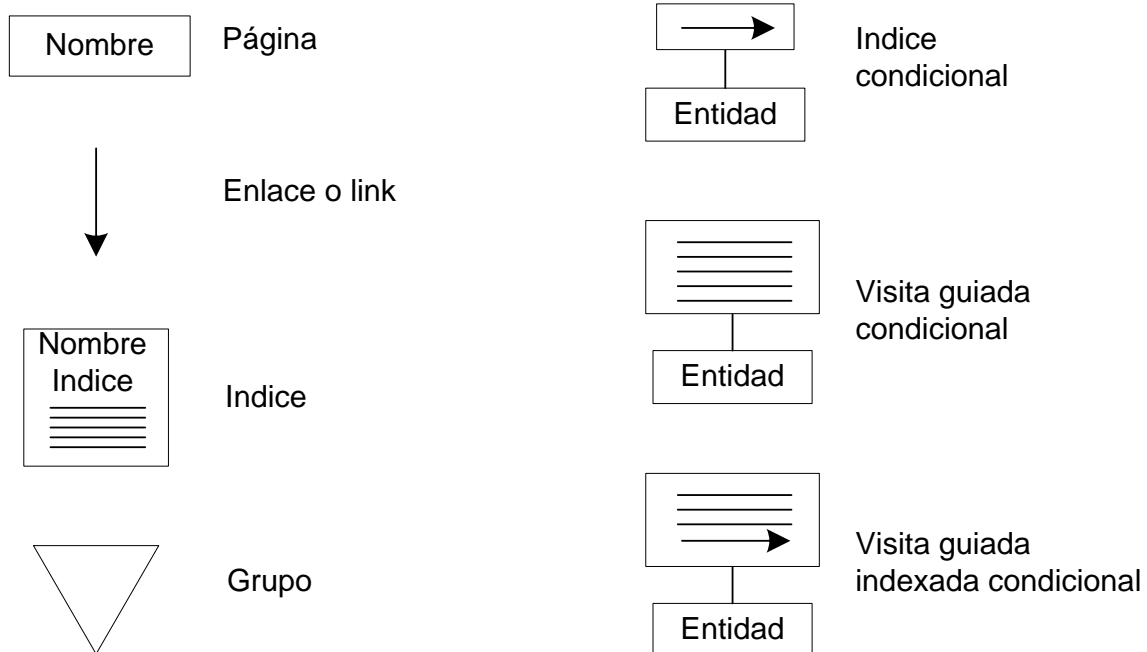 Nombre
Página
Enlace o link
Nombre
Indice
Indice
Grupo
Indice
condicional
Entidad
Visita guiada
condicional
Entidad
Visita guiada
indexada condicional
Entidad